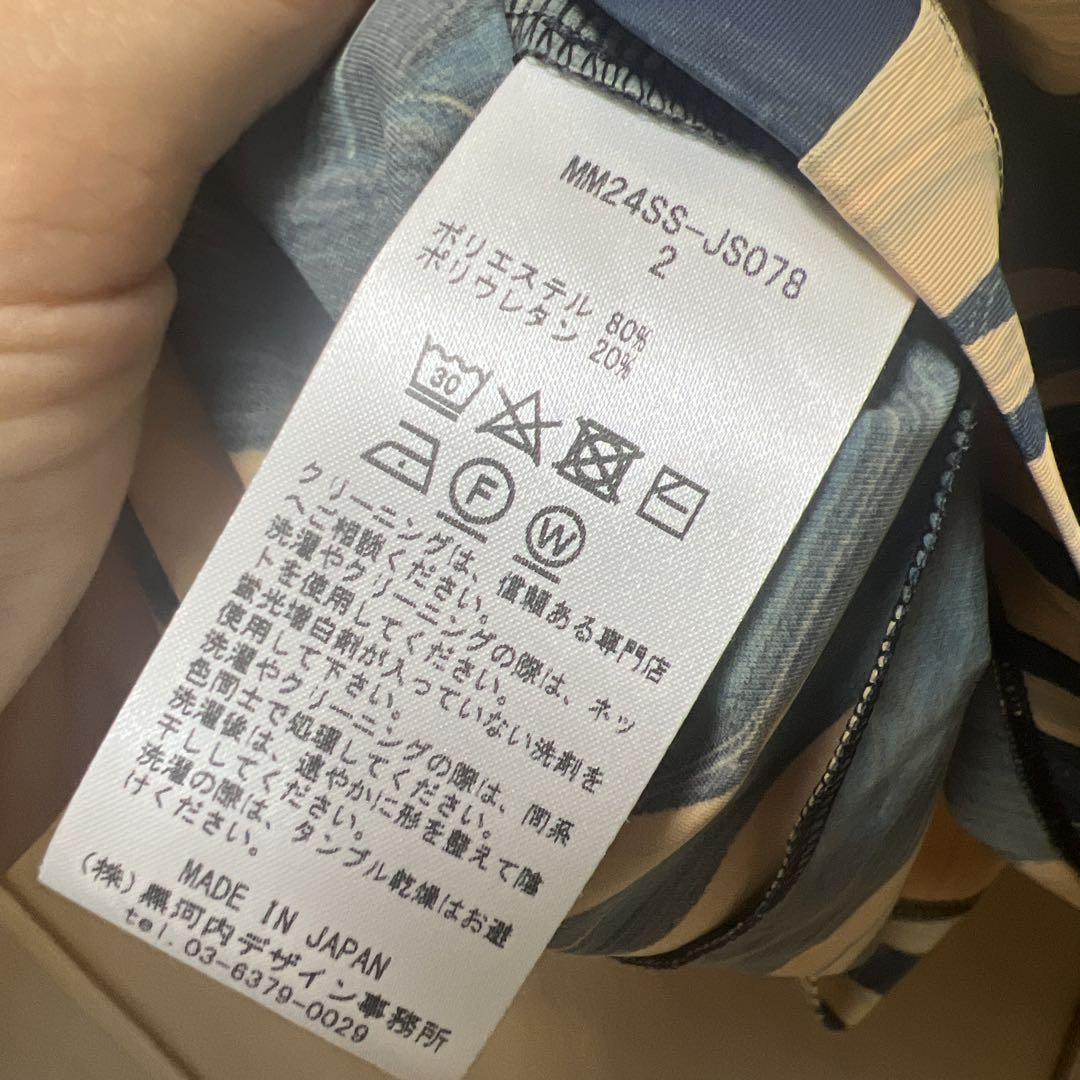 MM24SS-JS078
2
ポリエステル 80%
ポリウレタン 20%
30
F
W
クリーニングは、信頼ある専門店
へご相談ください。
洗濯やクリーニングの際は、ネッ
トを使用してください。
蛍光増白剤が入っていない洗剤を
使用して下さい。
洗濯やクリーニングの際は、同系
色同士で処理してください。
洗濯後は、速やかに形を整えて陰
干ししてください。
洗濯の際は、タンブル乾燥はお避
けください。
MADE IN JAPAN
(株)黒河内デザイン事務所
tel.03-6379-0029